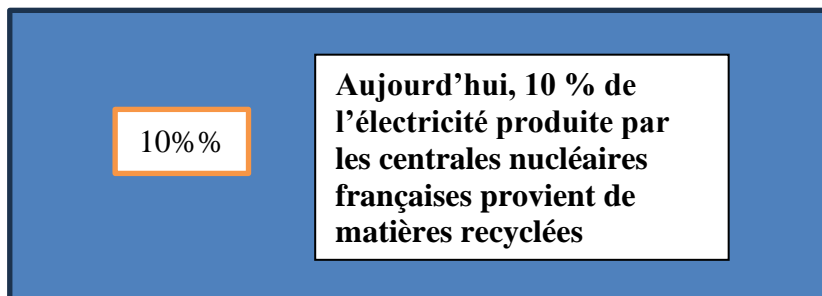 10%%
Aujourd’hui, 10 % de
l’électricité produite par
les centrales nucléaires
françaises provient de
matières recyclées